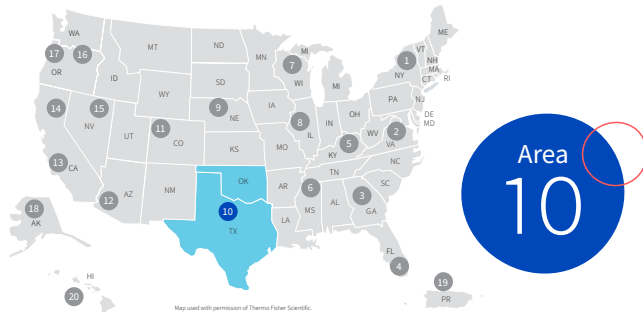 WA
ME
MT
ND
MN
MI
VT
17
16
7
1
NH
MA
OR
ID
SD
WI
MI
NY
CT
RI
WY
14
15
9
IA
PA
NJ
NE
8
OH
DE
NV
11
IL
IN
2
MD
UT
CO
5
WV
VA
13
KS
MO
KY
CA
NC
TN
12
AZ
NM
OK
AR
6
SC
3
18
10
MS
AL
GA
AK
TX
LA
FL
4
HI
19
20
PR
Map used with permission of Thermo Fisher Scientific.
Area
10